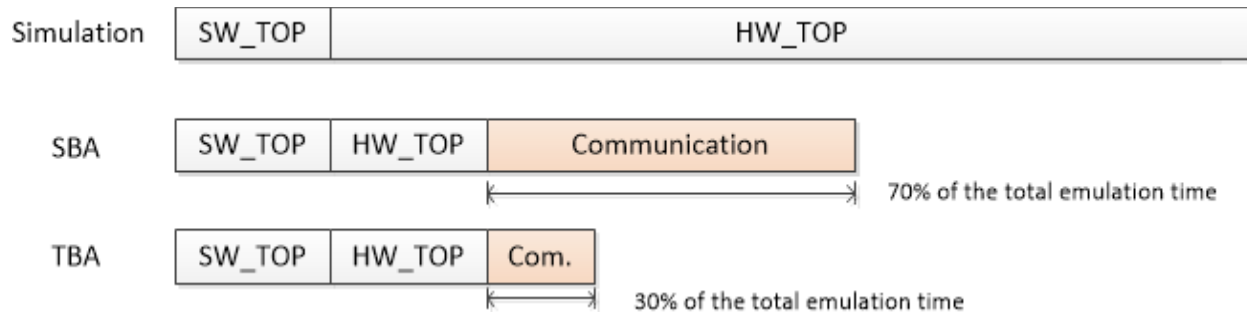 Simulation SW_TOP HW_TOP
SBA SW_TOP HW_TOP Communication
70% of the total emulation time
TBA SW_TOP HW_TOP Com.
30% of the total emulation time